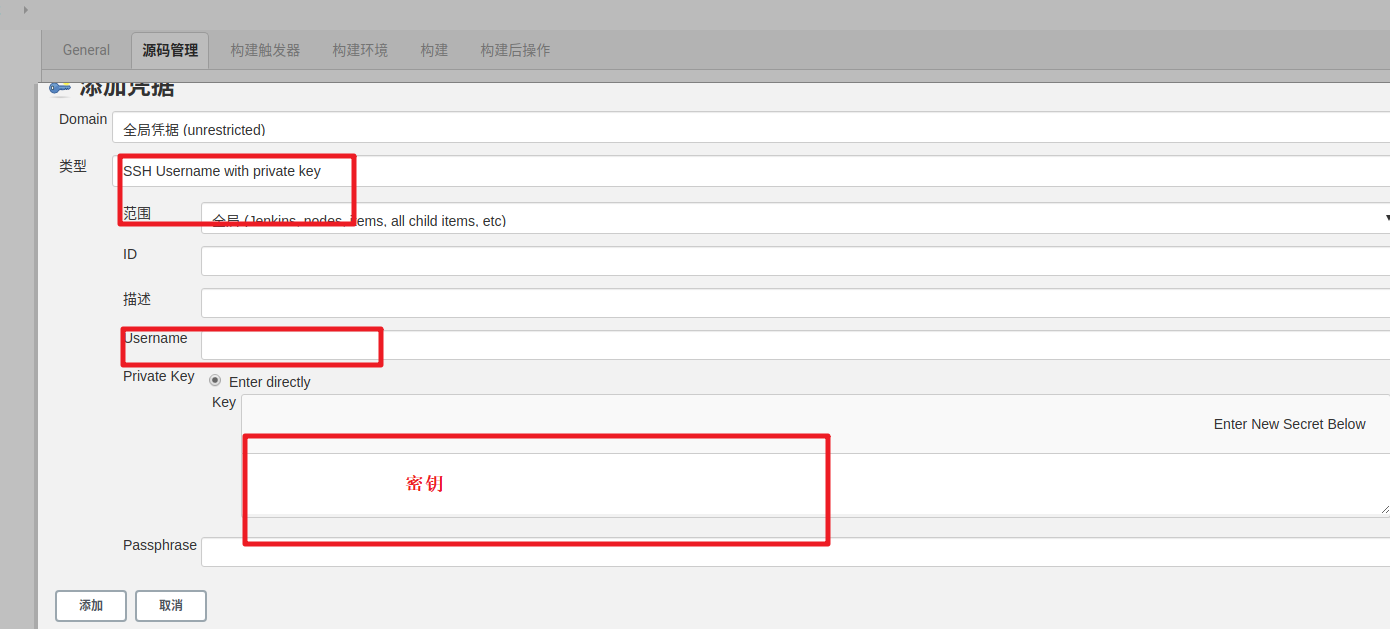 General 源码管理 构建触发器 构建环境 构建 构建后操作
添加凭据
Domain 全局凭据 (unrestricted)
类型 SSH Username with private key
范围 全局 (Jenkins, nodes, items, all child items, etc)
ID
描述
Username
Private Key Enter directly
Key
Enter New Secret Below
密钥
Passphrase
添加 取消